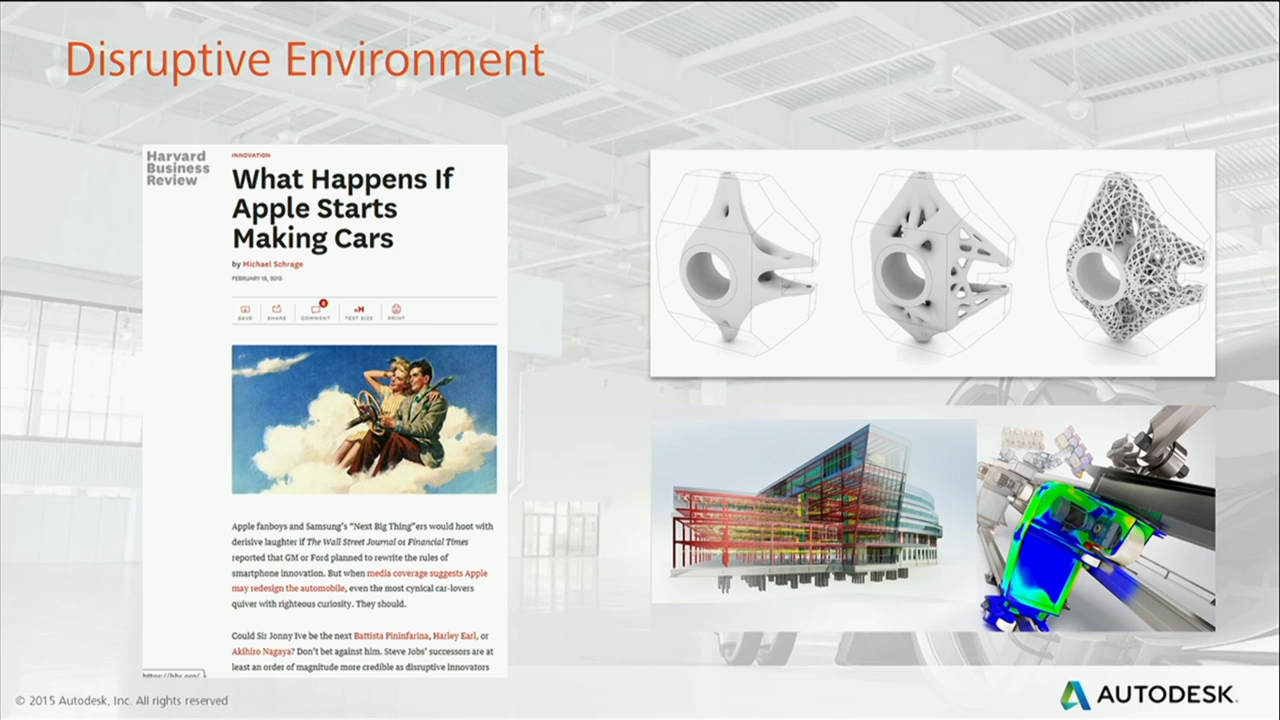 Disruptive Environment
Harvard
Business
Review
INNOVATION
What Happens If
Apple Starts
Making Cars
by Michael Schrage
SAVE
SHARE
COMMENT
TEXT SIZE
PRINT
Apple fanboys and Samsung's "Next Big Thing"ers would hoot with
derisive laughter if The Wall Street Journal or Financial Times
reported that GM or Ford planned to rewrite the rules of
smartphone innovation. But when media coverage suggests Apple
may redesign the automobile, even the most cynical car-lovers
quiver with righteous curiosity. They should.
Could Sir Jonny Ive be the next Battista Pininfarina, Harley Earl, or
Akihiro Nagaya? Don't bet against him. Steve Jobs' successors are at
least an order of magnitude more credible as disruptive innovators
© 2015 Autodesk, Inc. All rights reserved
AUTODESK.